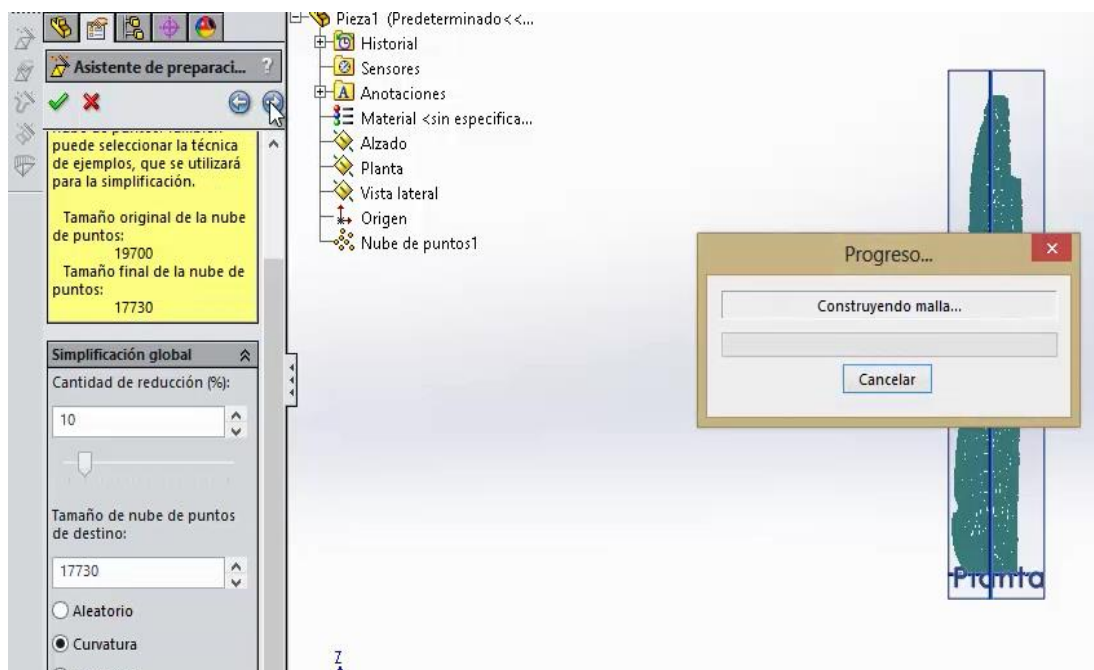 Asistente de preparaci...
?
puede seleccionar la técnica
de ejemplos, que se utilizará
para la simplificación.
Tamaño original de la nube
de puntos:
19700
Tamaño final de la nube de
puntos:
17730
Simplificación global
Cantidad de reducción (%):
10
Tamaño de nube de puntos
de destino:
17730
Aleatorio
Curvatura
Pieza1 (Predeterminado<<...
Historial
Sensores
A Anotaciones
Material <sin especifica...
Alzado
Planta
Vista lateral
Origen
Nube de puntos1
Progreso...
Construyendo malla...
Cancelar
Planta
Z